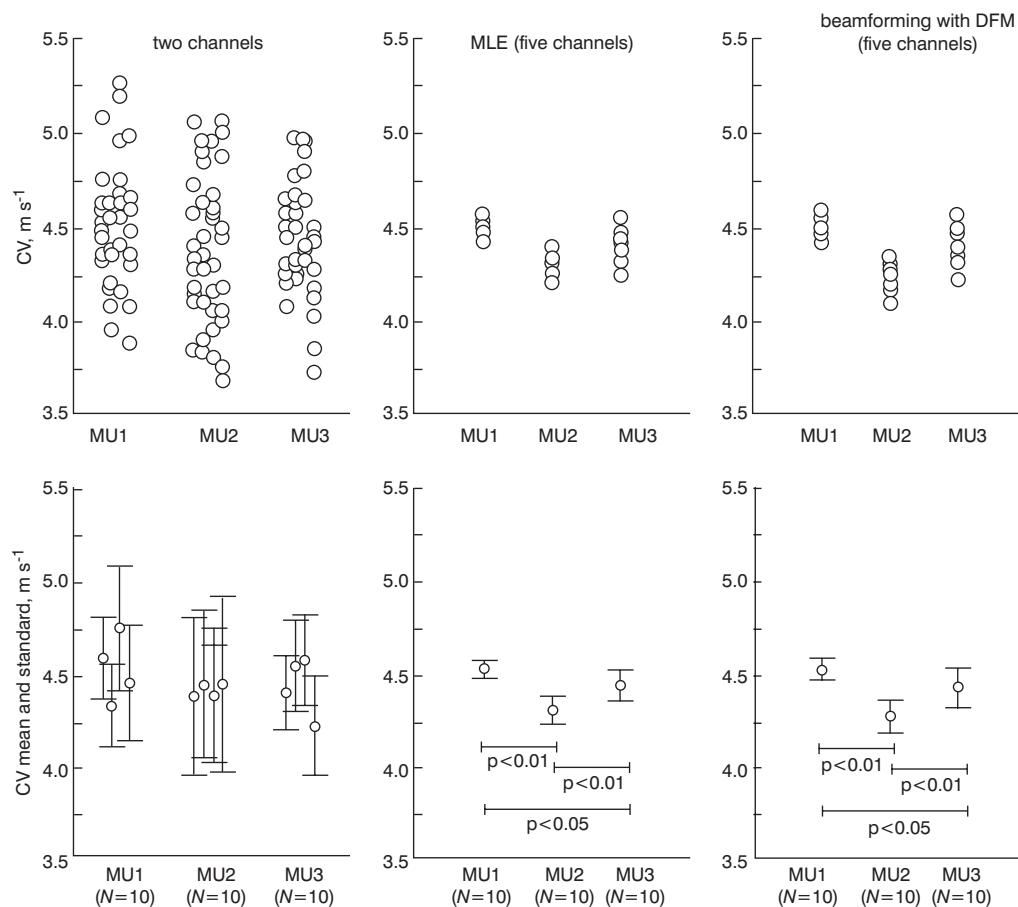 two channels
MLE (five channels)
beamforming with DFM
(five channels)
CV, m s-1
5.5
5.0
4.5
4.0
3.5
MU1 MU2 MU3
5.5
5.0
4.5
4.0
3.5
MU1 MU2 MU3
5.5
5.0
4.5
4.0
3.5
MU1 MU2 MU3
CV mean and standard, m s-1
5.5
5.0
4.5
4.0
3.5
MU1 MU2 MU3
(N=10) (N=10) (N=10)
5.5
5.0
4.5
4.0
3.5
p<0.01
p<0.01
p<0.05
MU1 MU2 MU3
(N=10) (N=10) (N=10)
5.5
5.0
4.5
4.0
3.5
p<0.01
p<0.01
p<0.05
MU1 MU2 MU3
(N=10) (N=10) (N=10)